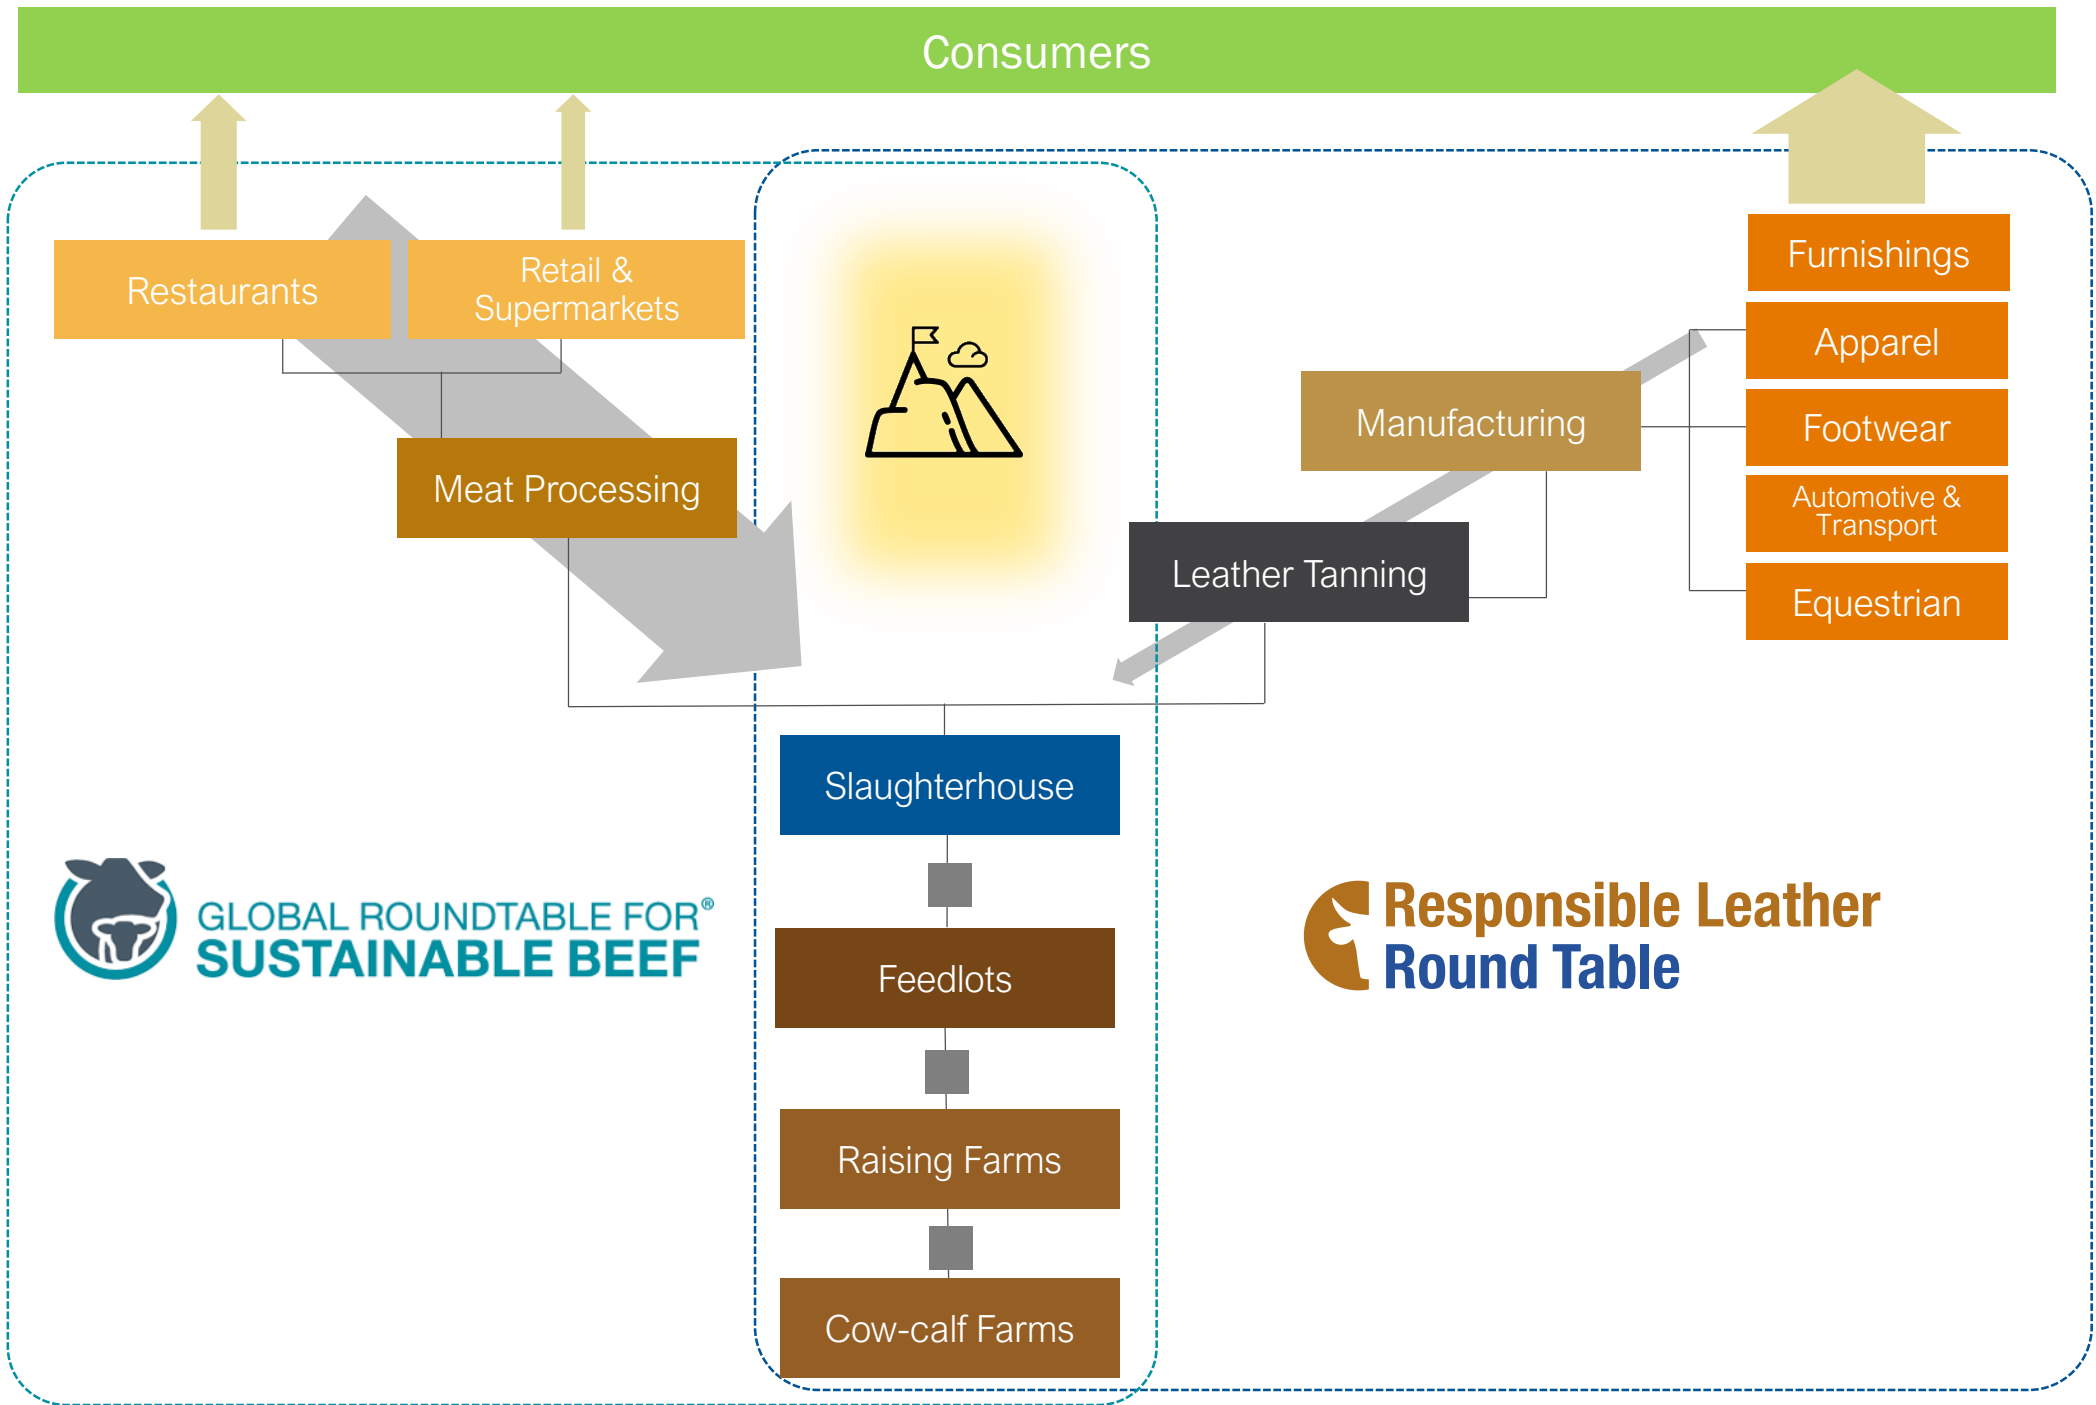 Consumers
Restaurants
Retail &
Supermarkets
Meat Processing
Furnishings
Apparel
Footwear
Automotive &
Transport
Equestrian
Manufacturing
Leather Tanning
Slaughterhouse
Feedlots
Raising Farms
Cow-calf Farms
GLOBAL ROUNDTABLE FOR®
SUSTAINABLE BEEF
Responsible Leather
Round Table